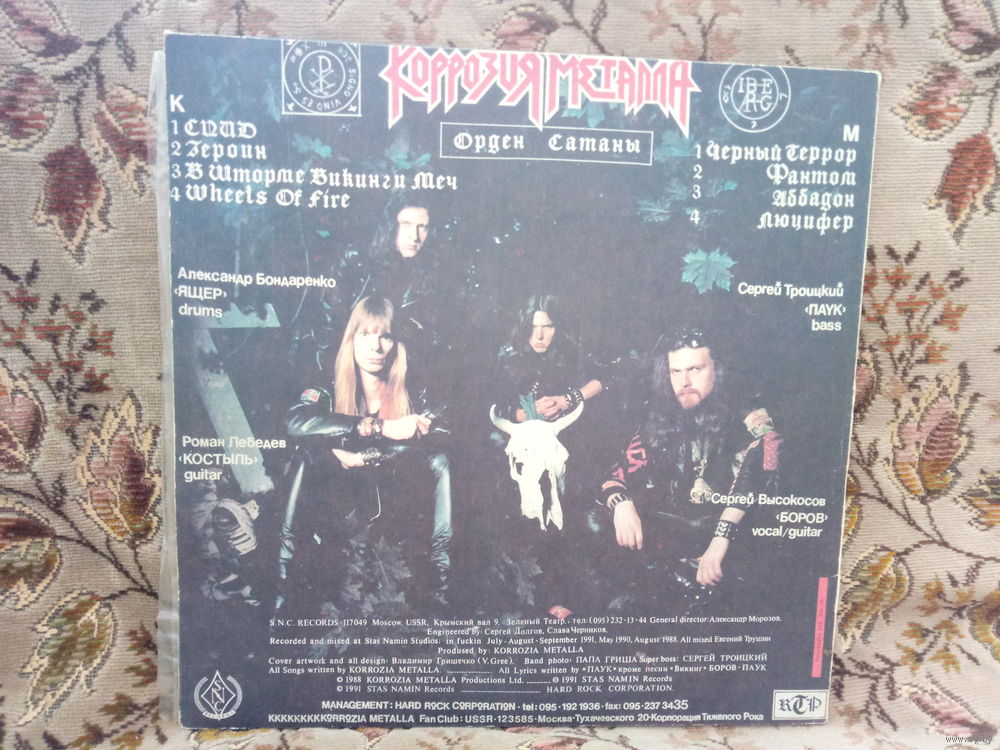 КОРРОЗИЯ МЕТАЛЛА
Орден Сатаны
K
1 СПИД
2 Героин
3 В Шторме Викинги Меч
4 Wheels Of Fire
M
1 Черный Террор
2 Фантом
3 Аббадон
4 Люцифер
Александр Бондаренко
‹ЯЩЕР›
drums
Сергей Троицкий
‹ПАУК›
bass
Роман Лебедев
‹КОСТЫЛЬ›
guitar
Сергей Высокосов
‹БОРОВ›
vocal/guitar
S.N.C. RECORDS·117049 Moscow, USSR, Крымский вал 9, Зеленый Театр, тел:(095) 232-13-44 General director: Александр Морозов.
Engineered by: Сергей Долгов, Слава Черников.
Recorded and mixed at Stas Namin Studios: in fuckin July-August-September 1991, May 1990, August 1988. All mixed Евгений Трушин
Produced by: KORROZIA METALLA
Cover artwork and all design: Владимир Гришечко (V.Gree). Band photo: ПАПА ГРИША Super boss: СЕРГЕЙ ТРОИЦКИЙ
All Songs written by KORROZIA METALLA. All Lyrics written by "ПАУК" кроме песни "Викинг" БОРОВ-ПАУК
© 1988 KORROZIA METALLA Productions Ltd. ℗ 1991 STAS NAMIN Records
© 1991 STAS NAMIN Records HARD ROCK CORPORATION.
MANAGEMENT: HARD ROCK CORPORATION · tel: 095·192 1936 · fax: 095·237 3435
KKKKKKKKKORROZIA METALLA Fan Club: USSR·123585·Москва·Тухачевского 20·Корпорация Тяжелого Рока
КТР